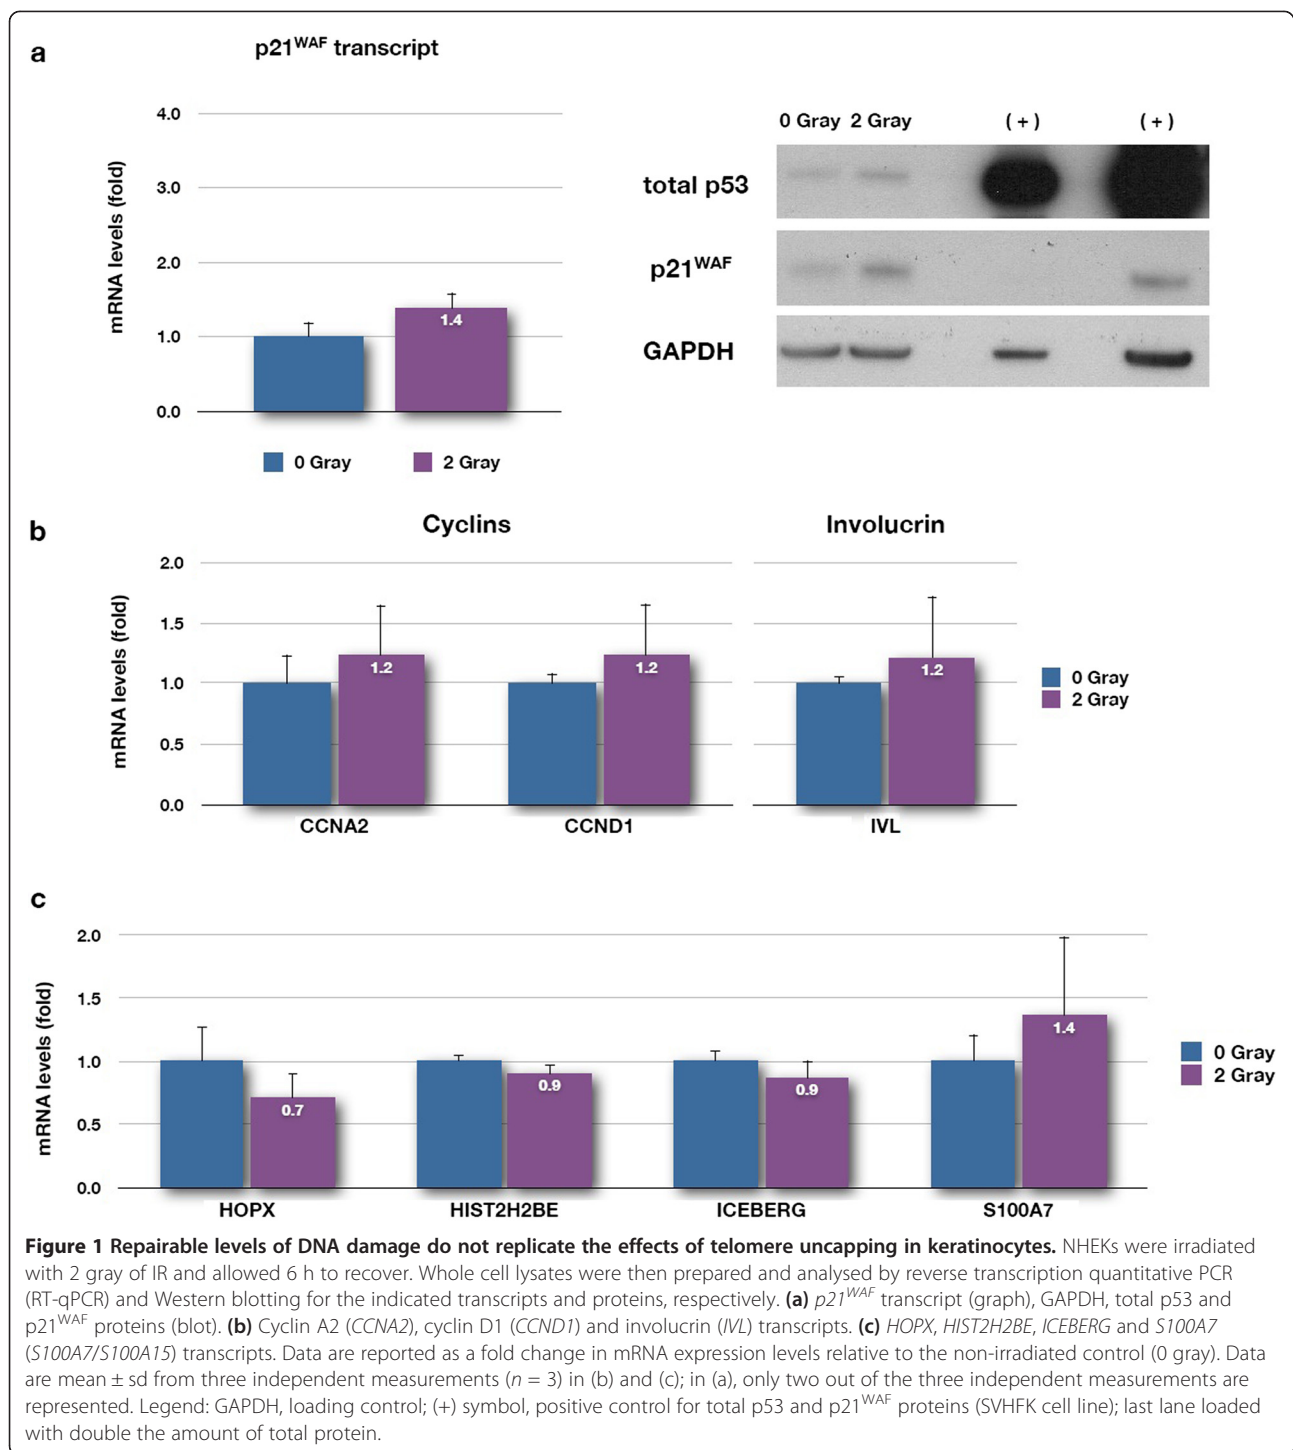 a
p21WAF transcript
mRNA levels (fold)
4.0
3.0
2.0
1.0
0.0
1.4
0 Gray
2 Gray
0 Gray 2 Gray (+) (+)
total p53
p21WAF
GAPDH
b
Cyclins
Involucrin
mRNA levels (fold)
2.0
1.5
1.0
0.5
0.0
1.2
1.2
1.2
CCNA2
CCND1
IVL
0 Gray
2 Gray
c
mRNA levels (fold)
2.0
1.5
1.0
0.5
0.0
0.7
0.9
0.9
1.4
HOPX
HIST2H2BE
ICEBERG
S100A7
0 Gray
2 Gray
Figure 1 Repairable levels of DNA damage do not replicate the effects of telomere uncapping in keratinocytes. NHEKs were irradiated
with 2 gray of IR and allowed 6 h to recover. Whole cell lysates were then prepared and analysed by reverse transcription quantitative PCR
(RT-qPCR) and Western blotting for the indicated transcripts and proteins, respectively. (a) p21WAF transcript (graph), GAPDH, total p53 and
p21WAF proteins (blot). (b) Cyclin A2 (CCNA2), cyclin D1 (CCND1) and involucrin (IVL) transcripts. (c) HOPX, HIST2H2BE, ICEBERG and S100A7
(S100A7/S100A15) transcripts. Data are reported as a fold change in mRNA expression levels relative to the non-irradiated control (0 gray). Data
are mean ± sd from three independent measurements (n = 3) in (b) and (c); in (a), only two out of the three independent measurements are
represented. Legend: GAPDH, loading control; (+) symbol, positive control for total p53 and p21WAF proteins (SVHFK cell line); last lane loaded
with double the amount of total protein.